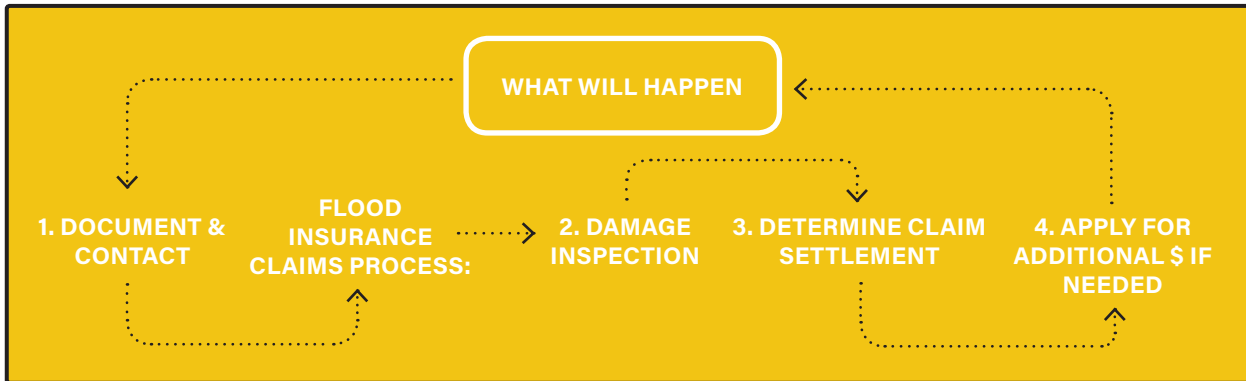 WHAT WILL HAPPEN
1. DOCUMENT &
CONTACT
FLOOD
INSURANCE
CLAIMS PROCESS:
2. DAMAGE
INSPECTION
3. DETERMINE CLAIM
SETTLEMENT
4. APPLY FOR
ADDITIONAL $ IF
NEEDED